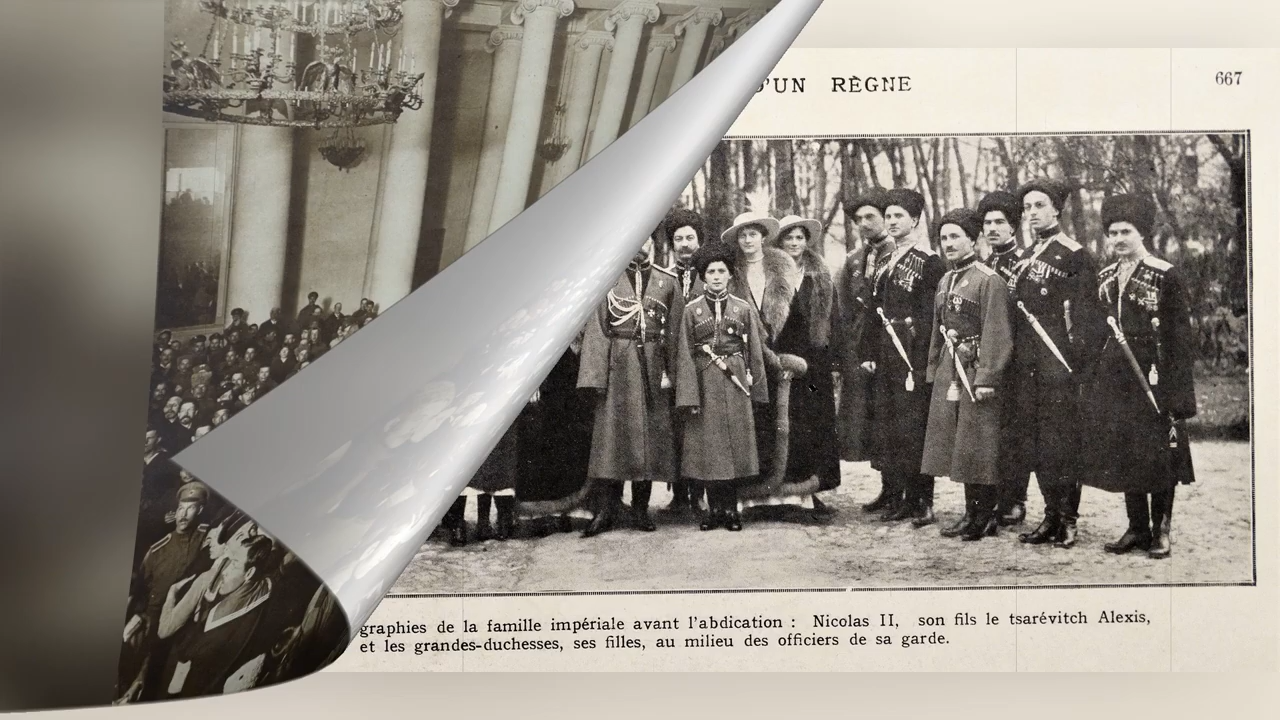 D'UN RÈGNE
667
graphies de la famille impériale avant l'abdication : Nicolas II, son fils le tsarévitch Alexis,
et les grandes-duchesses, ses filles, au milieu des officiers de sa garde.